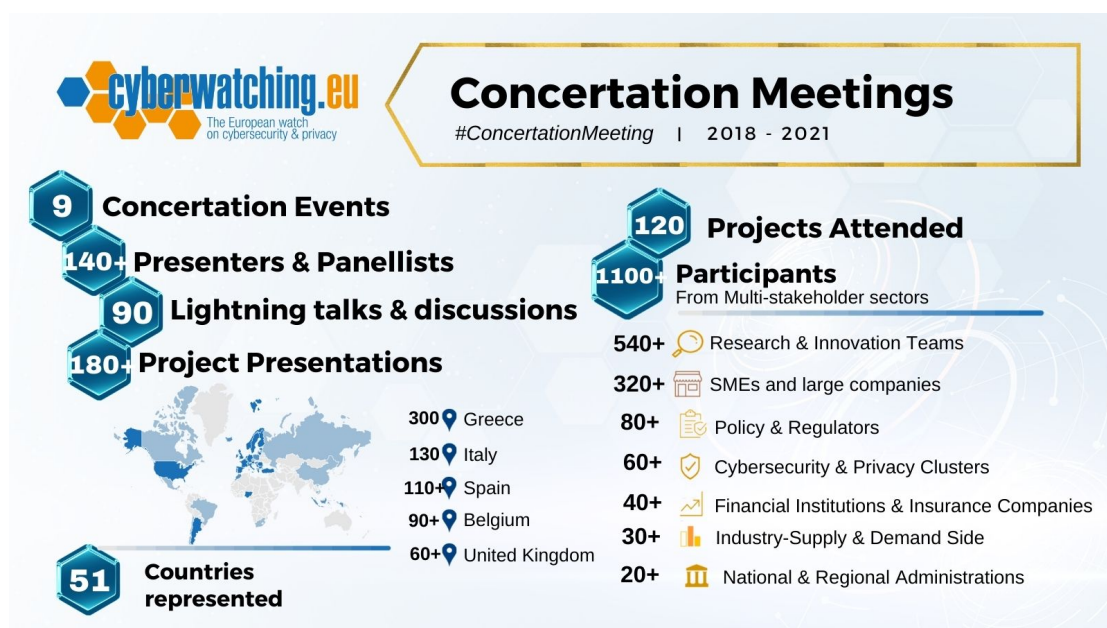 cyberwatching.eu
The European watch
on cybersecurity & privacy
Concertation Meetings
#ConcertationMeeting | 2018 - 2021
9 Concertation Events
140+ Presenters & Panellists
90 Lightning talks & discussions
180+ Project Presentations
300 Greece
130 Italy
110+ Spain
90+ Belgium
60+ United Kingdom
51 Countries
represented
120 Projects Attended
1100+ Participants
From Multi-stakeholder sectors
540+ Research & Innovation Teams
320+ SMEs and large companies
80+ Policy & Regulators
60+ Cybersecurity & Privacy Clusters
40+ Financial Institutions & Insurance Companies
30+ Industry-Supply & Demand Side
20+ National & Regional Administrations